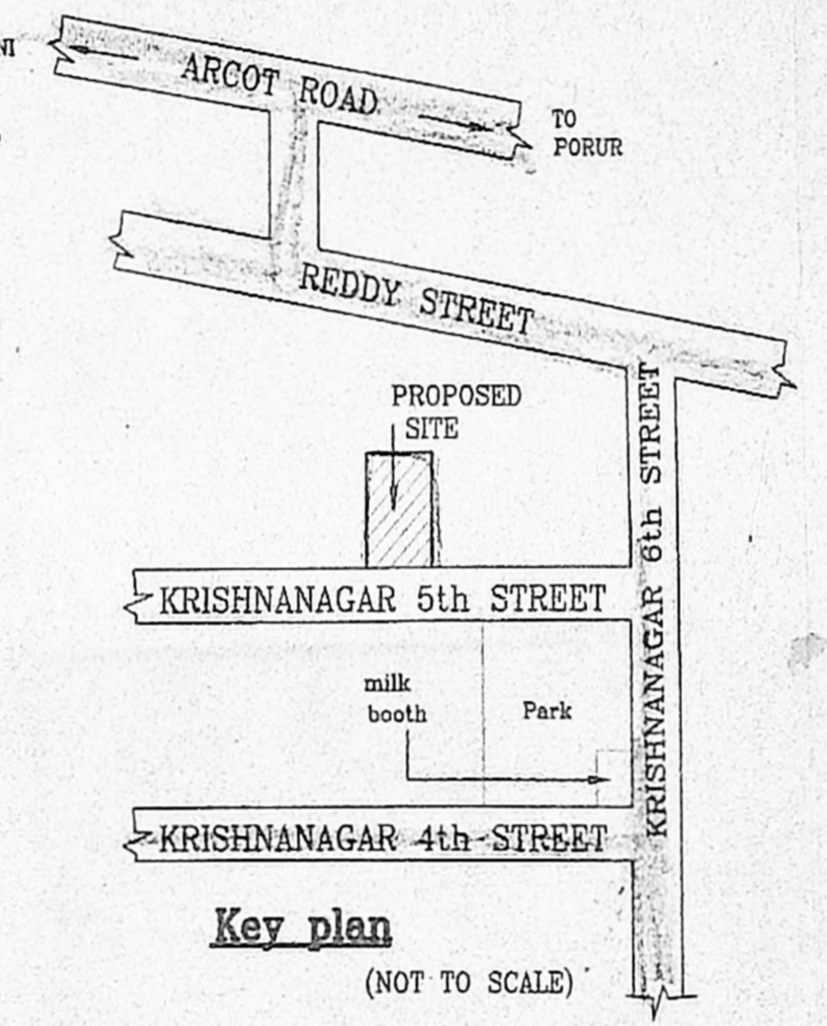 ARCOT ROAD
TO
PORUR
REDDY STREET
PROPOSED
SITE
KRISHNANAGAR 6th STREET
KRISHNANAGAR 5th STREET
milk
booth
Park
KRISHNANAGAR 4th STREET
Key plan
(NOT TO SCALE)